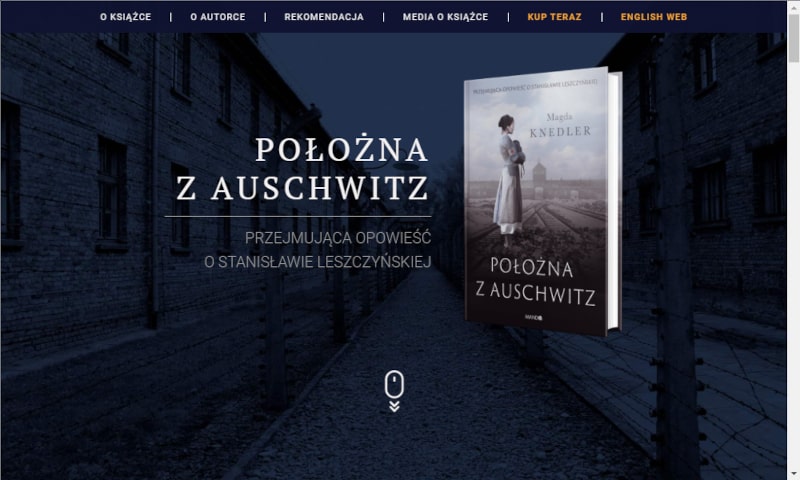 O KSIĄŻCE | O AUTORCE | REKOMENDACJA | MEDIA O KSIĄŻCE | KUP TERAZ | ENGLISH WEB
POŁOŻNA
Z AUSCHWITZ
PRZEJMUJĄCA OPOWIEŚĆ
O STANISŁAWIE LESZCZYŃSKIEJ
PRZEJMUJĄCA OPOWIEŚĆ O STANISŁAWIE LESZCZYŃSKIEJ
Magda
KNEDLER
POŁOŻNA
Z AUSCHWITZ
MANDO